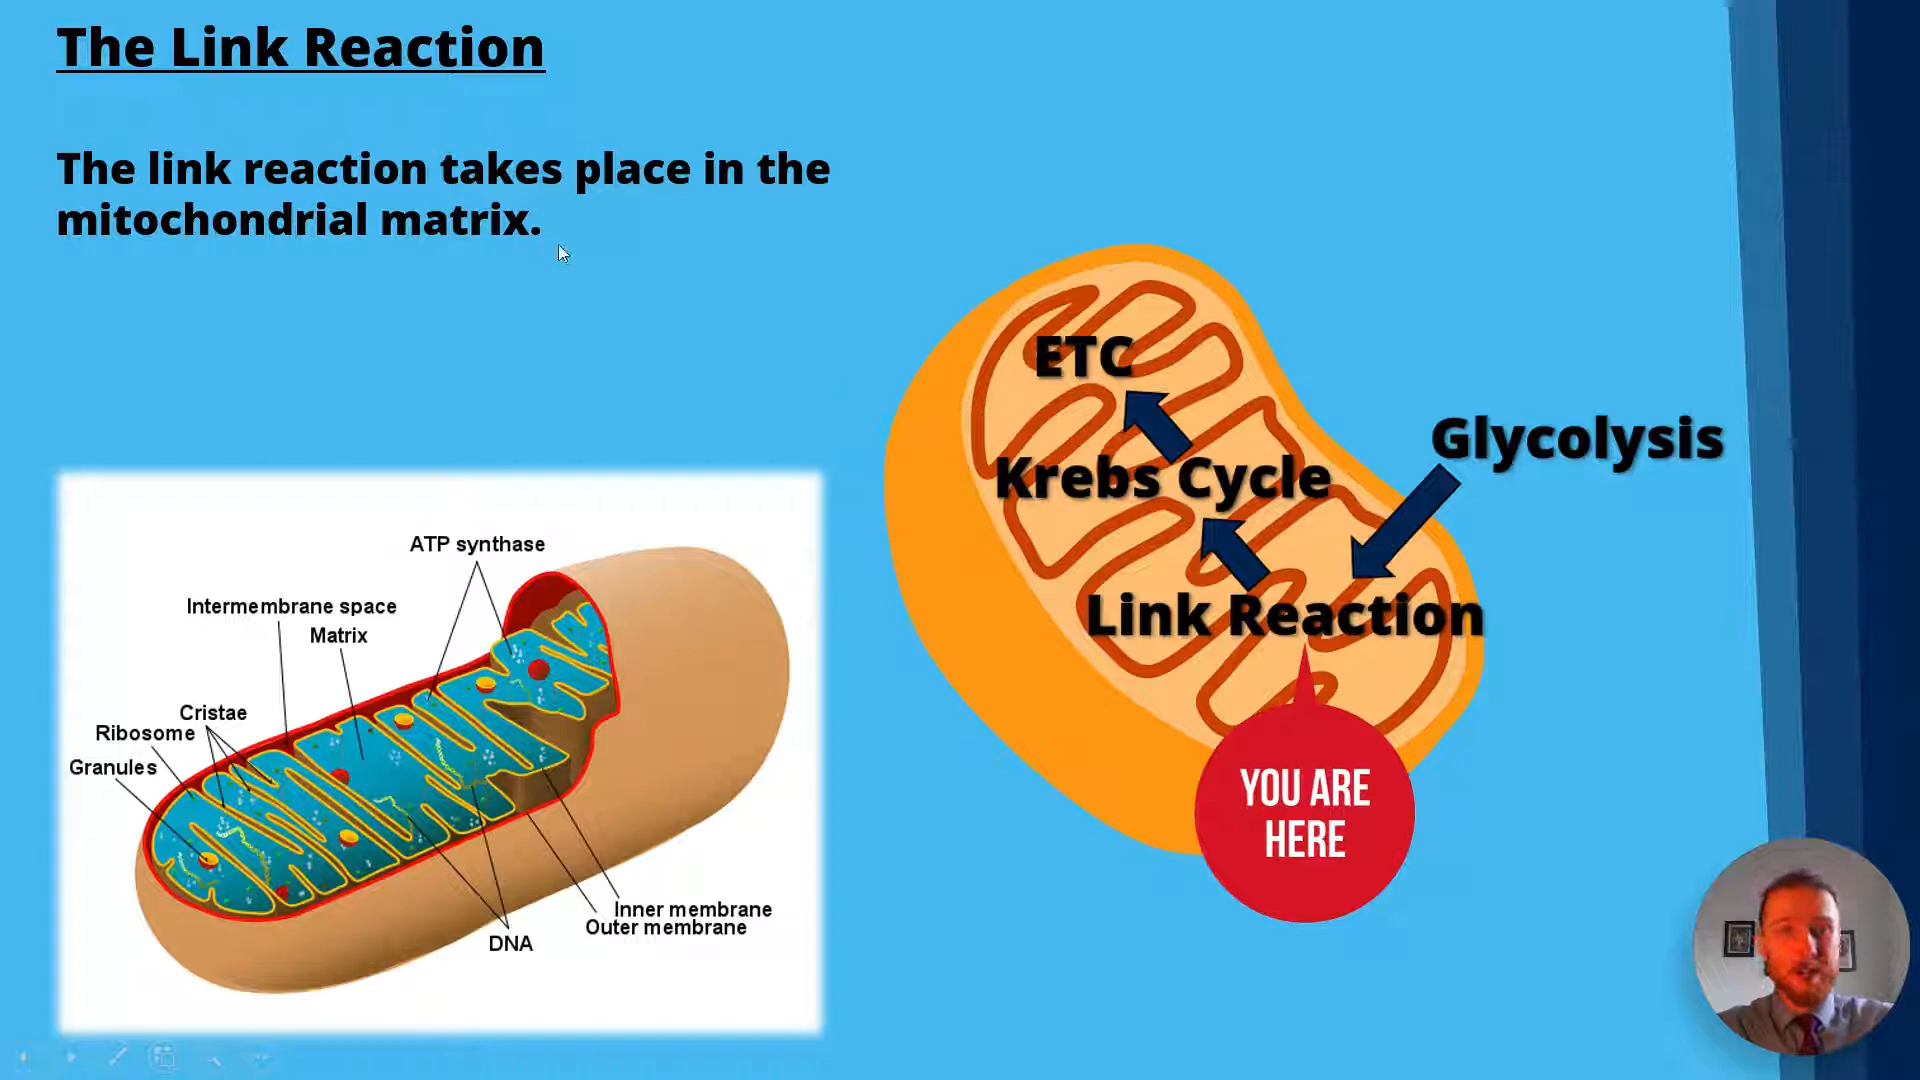 The Link Reaction
The link reaction takes place in the
mitochondrial matrix.
ETC
Glycolysis
Krebs Cycle
Link Reaction
YOU ARE
HERE
ATP synthase
Intermembrane space
Matrix
Cristae
Ribosome
Granules
Inner membrane
Outer membrane
DNA